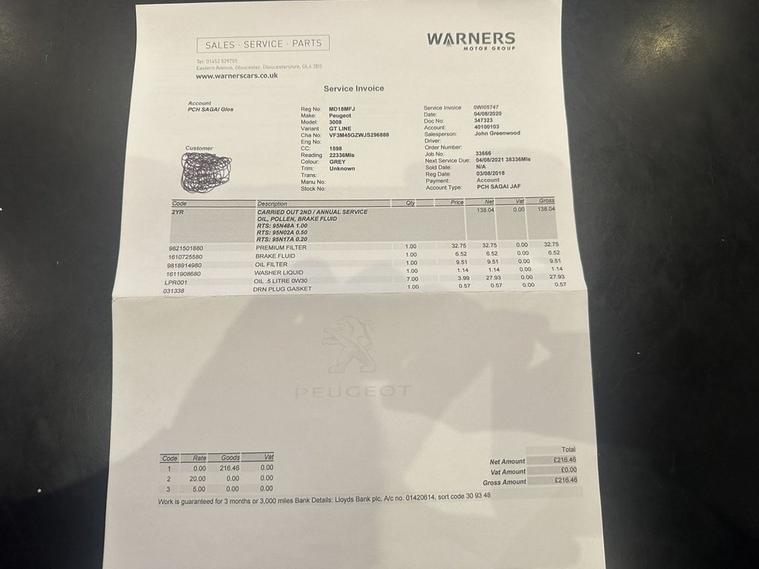 SALES · SERVICE · PARTS
WARNERS
MOTOR GROUP
Tel: 01452 529755
Eastern Avenue, Gloucester, Gloucestershire, GL4 3BS
www.warnerscars.co.uk
Service Invoice
Account
PCH SAGAI Glos
Customer
Reg No: MD18MFJ
Make: Peugeot
Model: 3008
Variant GT LINE
Cha No: VF3M45GZWJS296888
Eng No:
CC: 1598
Reading 22336Mls
Colour: GREY
Trim: Unknown
Trans:
Manu No:
Stock No:
Service Invoice 0WI05747
Date: 04/08/2020
Doc No: 347323
Account: 40100103
Salesperson: John Greenwood
Driver:
Order Number:
Job No: 33666
Next Service Due: 04/08/2021 38336Mls
Sold Date: N/A
Reg Date: 03/08/2018
Payment: Account
Account Type: PCH SAGAI JAF
Code Description Qty Price Net Vat Gross
2YR CARRIED OUT 2ND / ANNUAL SERVICE 138.04 0.00 138.04
OIL, POLLEN, BRAKE FLUID
RTS: 95N48A 1.00
RTS: 95N02A 0.50
RTS: 95N17A 0.20
9821501880 PREMIUM FILTER 1.00 32.75 32.75 0.00 32.75
1610725580 BRAKE FLUID 1.00 6.52 6.52 0.00 6.52
9818914980 OIL FILTER 1.00 9.51 9.51 0.00 9.51
1611908680 WASHER LIQUID 1.00 1.14 1.14 0.00 1.14
LPR001 OIL .5 LITRE 0W30 7.00 3.99 27.93 0.00 27.93
031338 DRN PLUG GASKET 1.00 0.57 0.57 0.00 0.57
PEUGEOT
Code Rate Goods Vat
1 0.00 216.46 0.00
2 20.00 0.00 0.00
3 5.00 0.00 0.00
Total
Net Amount £216.46
Vat Amount £0.00
Gross Amount £216.46
Work is guaranteed for 3 months or 3,000 miles Bank Details: Lloyds Bank plc, A/c no. 01420614, sort code 30 93 48